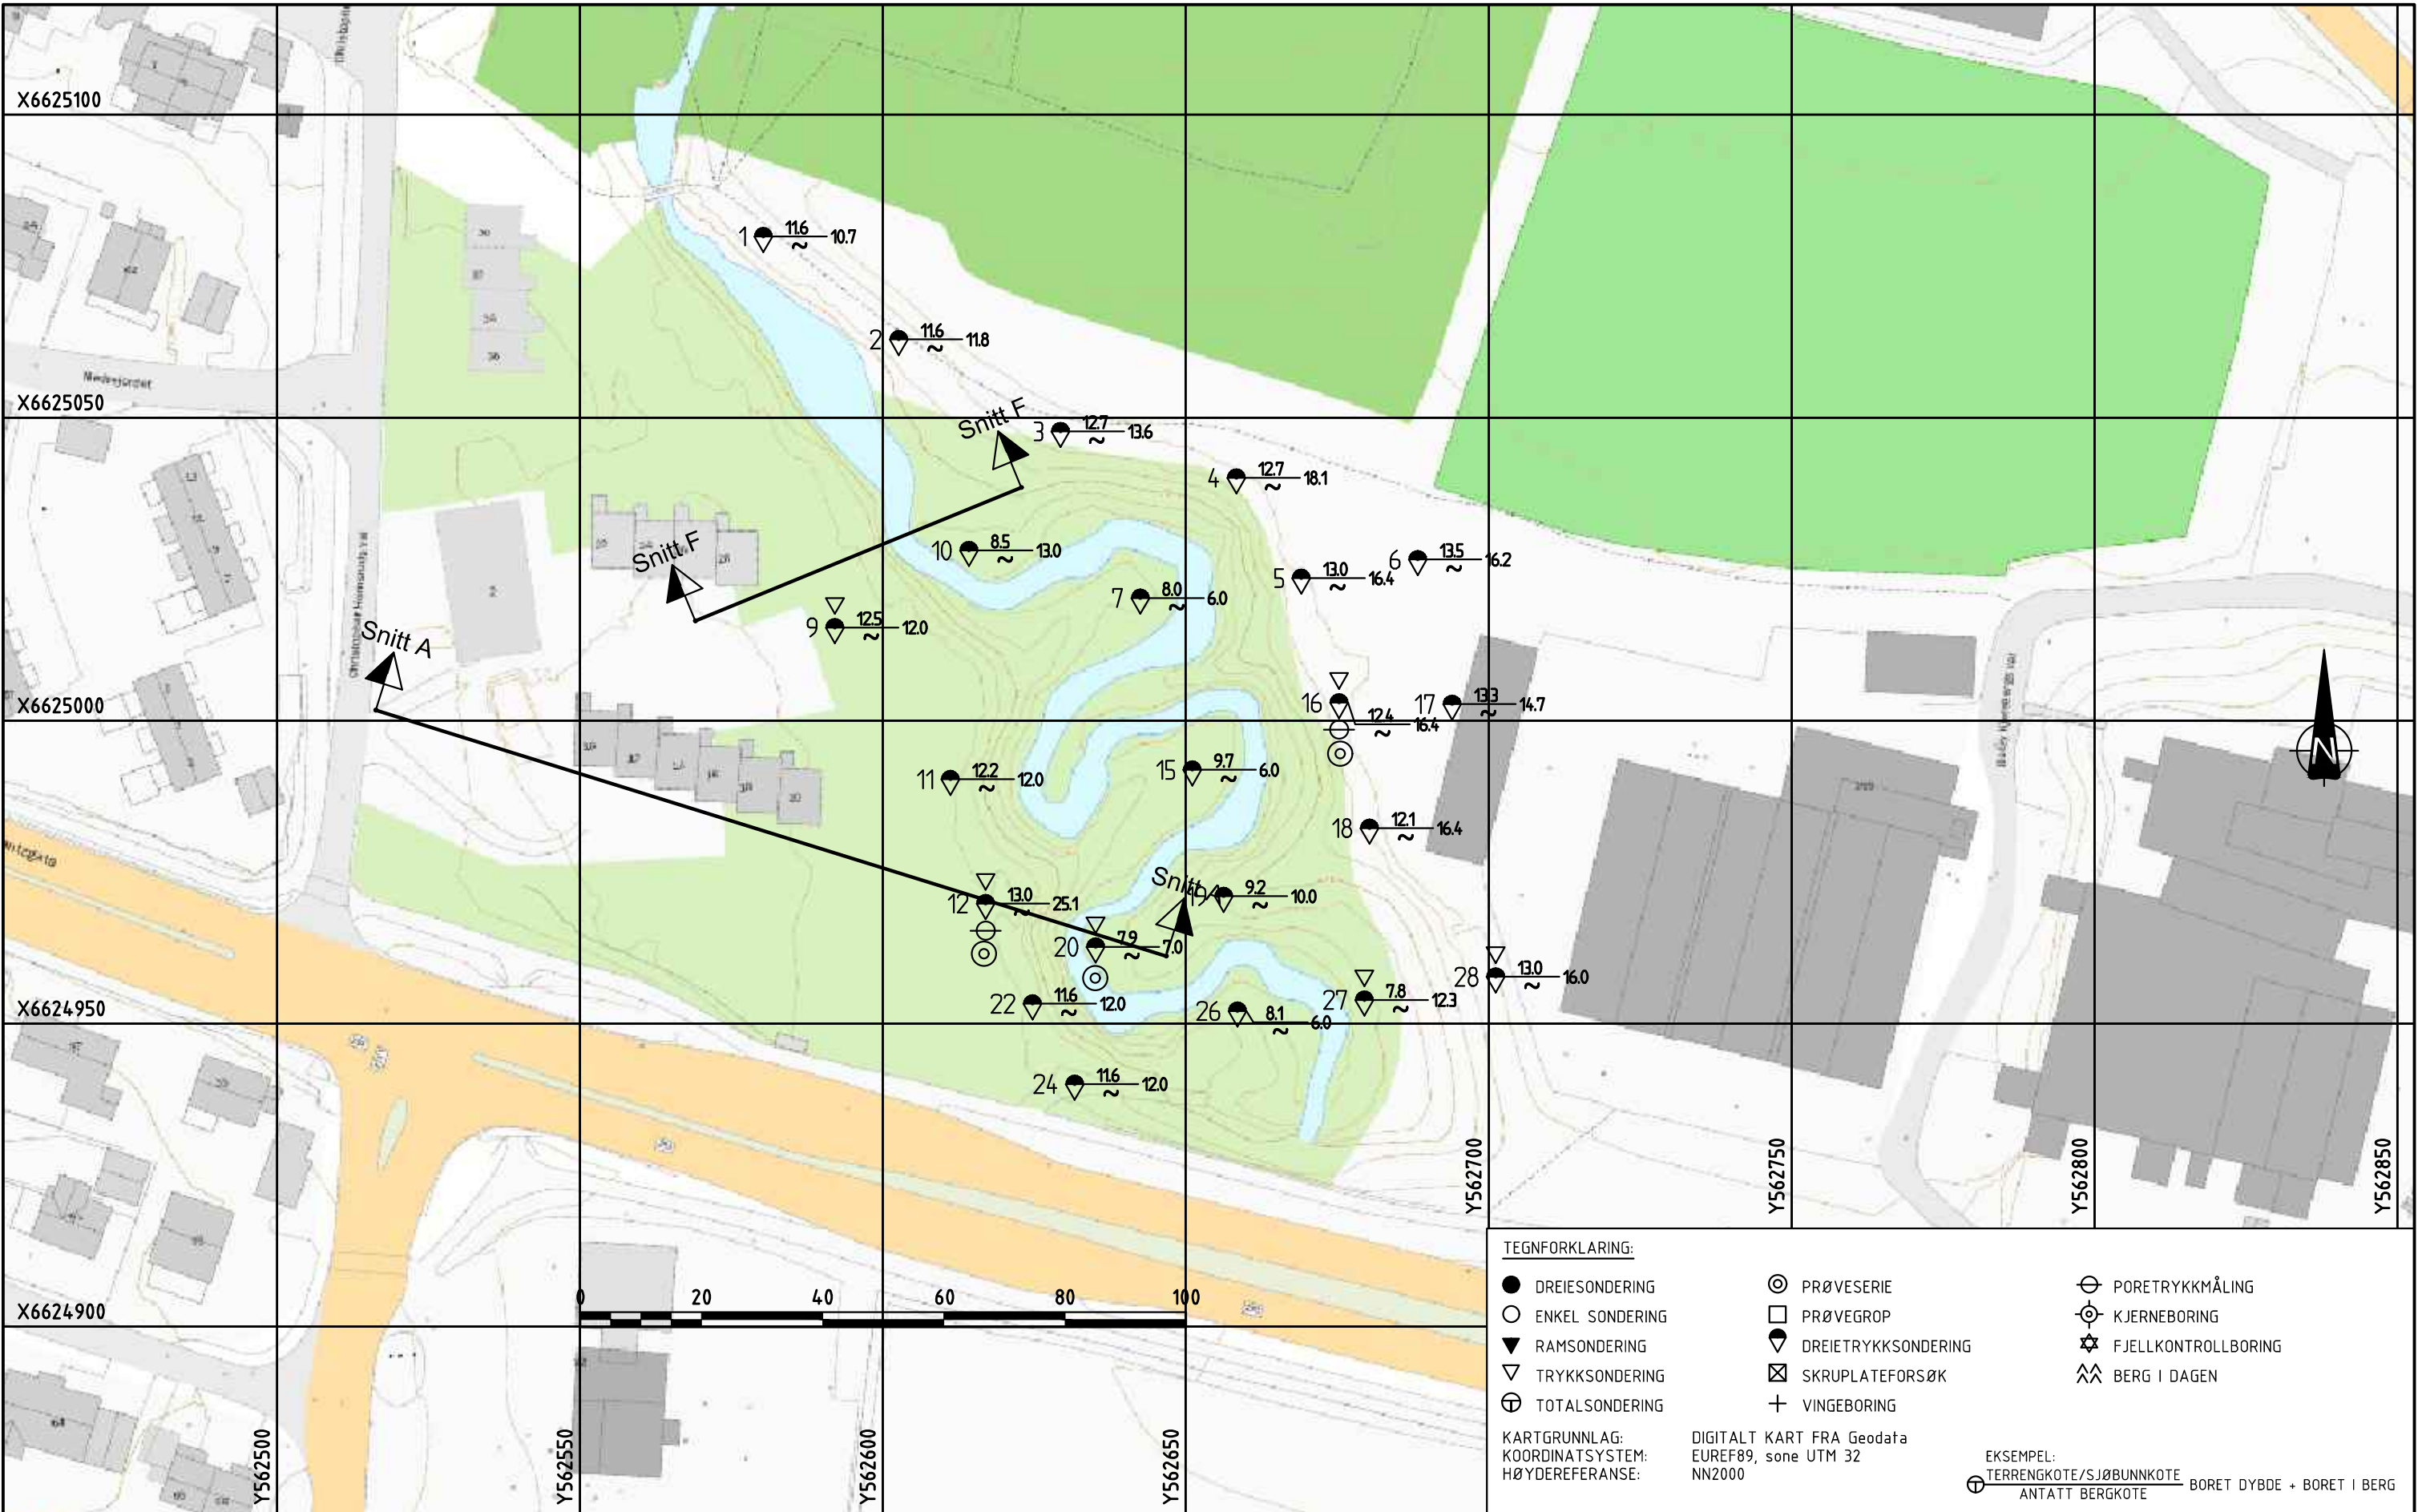 X6625100
1 11.6 ~ 10.7
2 11.6 ~ 11.8
X6625050
Snitt F
3 12.7 ~ 13.6
4 12.7 ~ 18.1
Snitt F
10 8.5 ~ 13.0
5 13.0 ~ 16.4
6 13.5 ~ 16.2
7 8.0 ~ 6.0
9 12.5 ~ 12.0
Snitt A
X6625000
16 12.4 ~ 16.4
17 13.3 ~ 14.7
N
11 12.2 ~ 12.0
15 9.7 ~ 6.0
18 12.1 ~ 16.4
12 13.0 ~ 25.1
Snitt
19 9.2 ~ 10.0
20 7.9 ~ 7.0
28 13.0 ~ 16.0
X6624950
22 11.6 ~ 12.0
26 8.1 ~ 6.0
27 7.8 ~ 12.3
24 11.6 ~ 12.0
X6624900
0 20 40 60 80 100
Y562500
Y562550
Y562600
Y562650
Y562700
Y562750
Y562800
Y562850
TEGNFORKLARING:
DREIESONDERING
ENKEL SONDERING
RAMSONDERING
TRYKKSONDERING
TOTALSONDERING
PRØVESERIE
PRØVEGROP
DREIETRYKKSONDERING
SKRUPLATEFORSØK
VINGEBORING
PORETRYKKMÅLING
KJERNEBORING
FJELLKONTROLLBORING
BERG I DAGEN
KARTGRUNNLAG: DIGITALT KART FRA Geodata
KOORDINATSYSTEM: EUREF89, sone UTM 32
HØYDEREFERANSE: NN2000
EKSEMPEL:
TERRENGKOTE/SJØBUNNKOTE
ANTATT BERGKOTE
BORET DYBDE + BORET I BERG